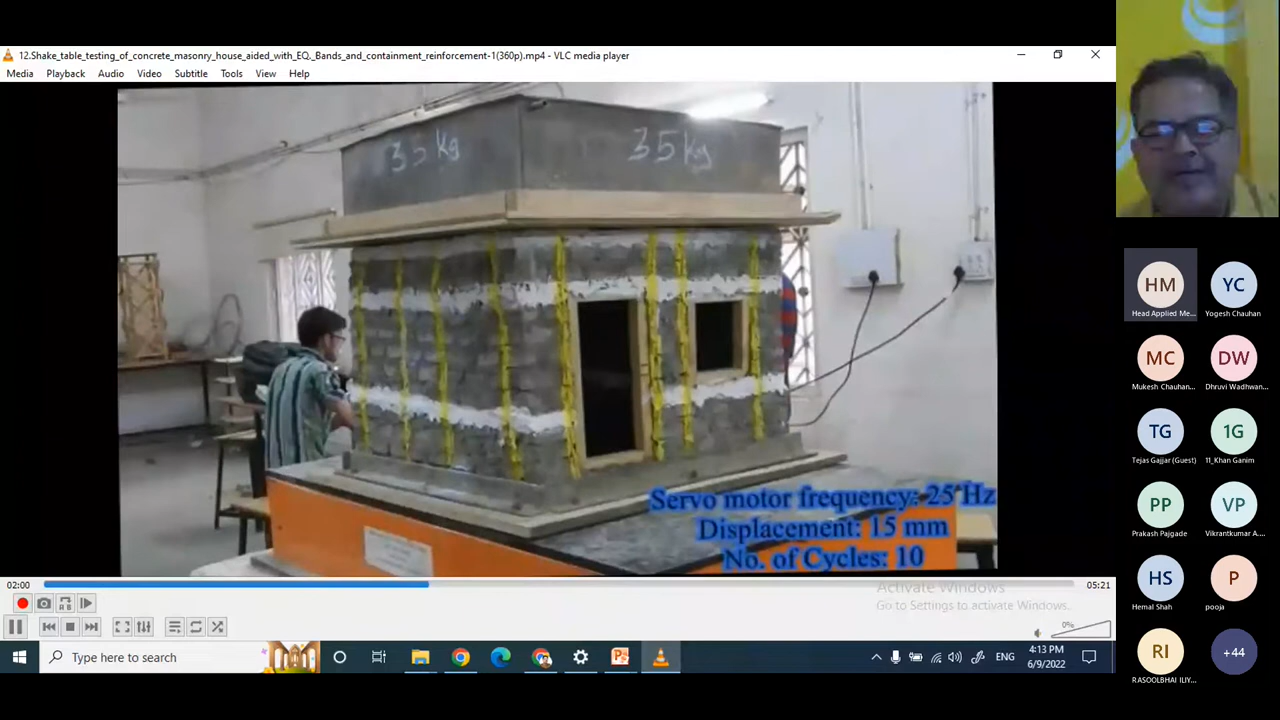 12.Shake_table_testing_of_concrete_masonry_house_aided_with_EQ._Bands_and_containment_reinforcement-1(360p).mp4 - VLC media player
Media Playback Audio Video Subtitle Tools View Help
35 kg
35 kg
Servo motor frequency: 25 Hz
Displacement: 15 mm
No. of Cycles: 10
02:00
05:21
Activate Windows
Go to Settings to activate Windows.
0%
Type here to search
ENG
4:13 PM
6/9/2022
HM
Head Applied Me...
YC
Yogesh Chauhan
MC
Mukesh Chauhan...
DW
Dhruvi Wadhwan...
TG
Tejas Gajjar (Guest)
1G
11_Khan Ganim
PP
Prakash Pajgade
VP
Vikrantkumar A....
HS
Hemal Shah
P
pooja
RI
RASOOLBHAI ILIY...
+44